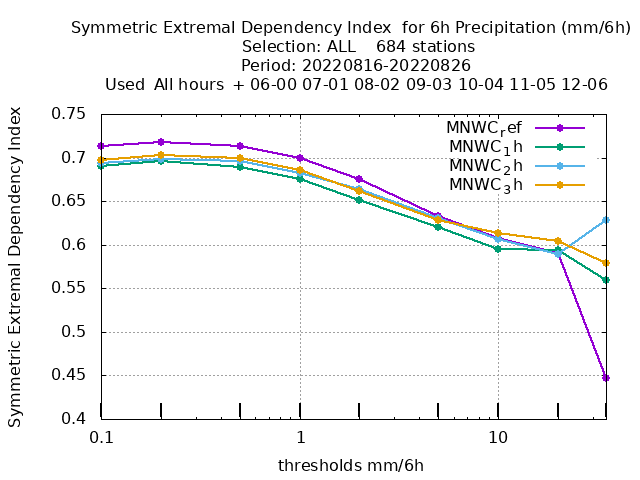 Symmetric Extremal Dependency Index  for 6h Precipitation (mm/6h)
Selection: ALL    684 stations
Period: 20220816-20220826
Used  All hours  + 06-00 07-01 08-02 09-03 10-04 11-05 12-06
Symmetric Extremal Dependency Index
0.75
0.7
0.65
0.6
0.55
0.5
0.45
0.4
MNWC_ref
MNWC_1h
MNWC_2h
MNWC_3h
0.1 1 10
thresholds mm/6h